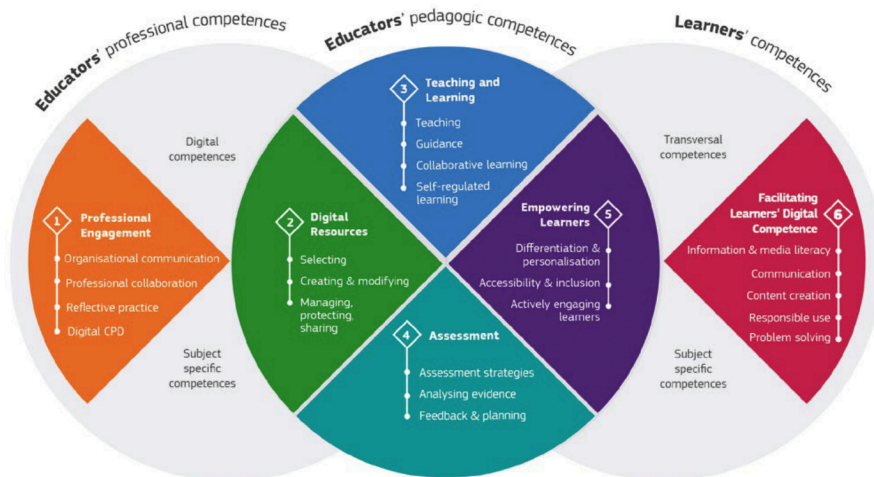 Educators' professional competences
Educators' pedagogic competences
Learners' competences
Digital
competences
Subject
specific
competences
1
Professional
Engagement
Organisational communication
Professional collaboration
Reflective practice
Digital CPD
2
Digital
Resources
Selecting
Creating & modifying
Managing,
protecting,
sharing
3
Teaching and
Learning
Teaching
Guidance
Collaborative learning
Self-regulated
learning
4
Assessment
Assessment strategies
Analysing evidence
Feedback & planning
Empowering
Learners
5
Differentiation &
personalisation
Accessibility & inclusion
Actively engaging
learners
Transversal
competences
Subject
specific
competences
Facilitating
Learners' Digital
Competence
6
Information & media literacy
Communication
Content creation
Responsible use
Problem solving